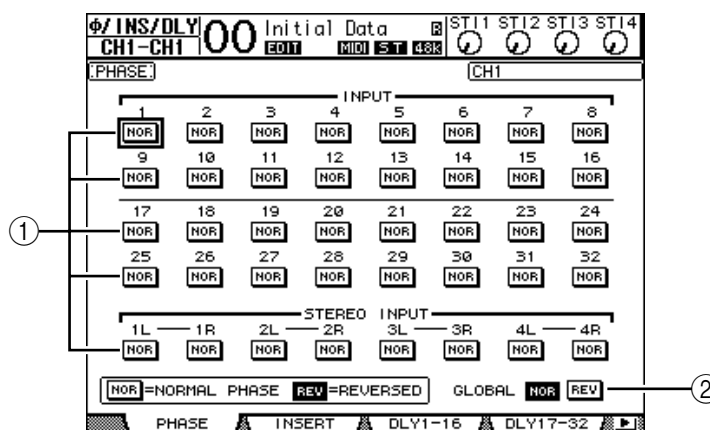 Φ/INS/DLY 00 Initial Data B STI1 STI2 STI3 STI4
CH1-CH1 EDIT MIDI ST 48K
PHASE CH1
INPUT
1 2 3 4 5 6 7 8
NOR NOR NOR NOR NOR NOR NOR NOR
9 10 11 12 13 14 15 16
NOR NOR NOR NOR NOR NOR NOR NOR
17 18 19 20 21 22 23 24
1 NOR NOR NOR NOR NOR NOR NOR NOR
25 26 27 28 29 30 31 32
NOR NOR NOR NOR NOR NOR NOR NOR
STEREO INPUT
1L 1R 2L 2R 3L 3R 4L 4R
NOR NOR NOR NOR NOR NOR NOR NOR
NOR=NORMAL PHASE REV=REVERSED GLOBAL NOR REV 2
PHASE INSERT DLY1-16 DLY17-32